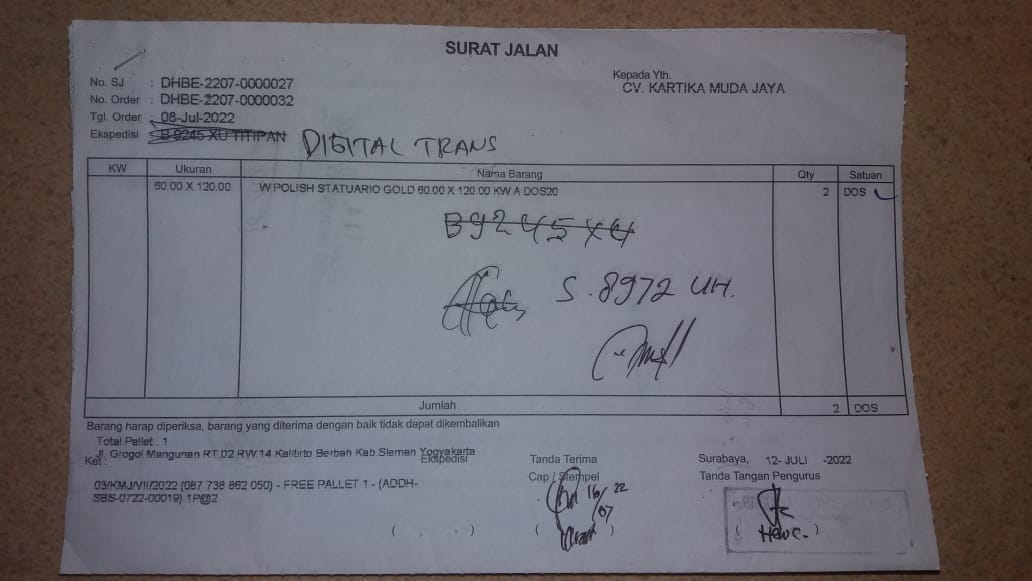 SURAT JALAN
No. SJ : DHBE-2207-0000027
No. Order : DHBE-2207-0000032
Tgl. Order : 08-Jul-2022
Ekspedisi : B 9245 XU TITIPAN DIGITAL TRANS
Kepada Yth.
CV. KARTIKA MUDA JAYA
KW Ukuran Nama Barang Qty Satuan
60.00 X 120.00 W POLISH STATUARIO GOLD 60.00 X 120.00 KW A DOS20 2 DOS
B 9245 XU
S. 8972 UH.
Jumlah 2 DOS
Barang harap diperiksa, barang yang diterima dengan baik tidak dapat dikembalikan
Total Pallet : 1
Jl. Grogol Mangunan RT.02 RW.14 Kalitirto Berbah Kab.Sleman Yogyakarta
Ket :
03/KMJ/VII/2022 (087 738 862 050) - FREE PALLET 1 - (ADDH-
SBS-0722-00019) 1P@2
Ekspedisi
( )
Tanda Terima
Cap / Stempel
16/07 22
( )
Surabaya, 12- JULI -2022
Tanda Tangan Pengurus
( )